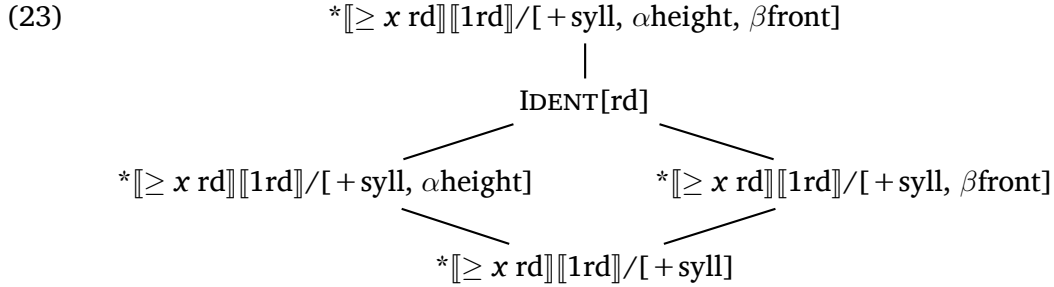 (23) *⟦≥ x rd⟧⟦1rd⟧/[+syll, αheight, βfront]
IDENT[rd]
*⟦≥ x rd⟧⟦1rd⟧/[+syll, αheight] *⟦≥ x rd⟧⟦1rd⟧/[+syll, βfront]
*⟦≥ x rd⟧⟦1rd⟧/[+syll]